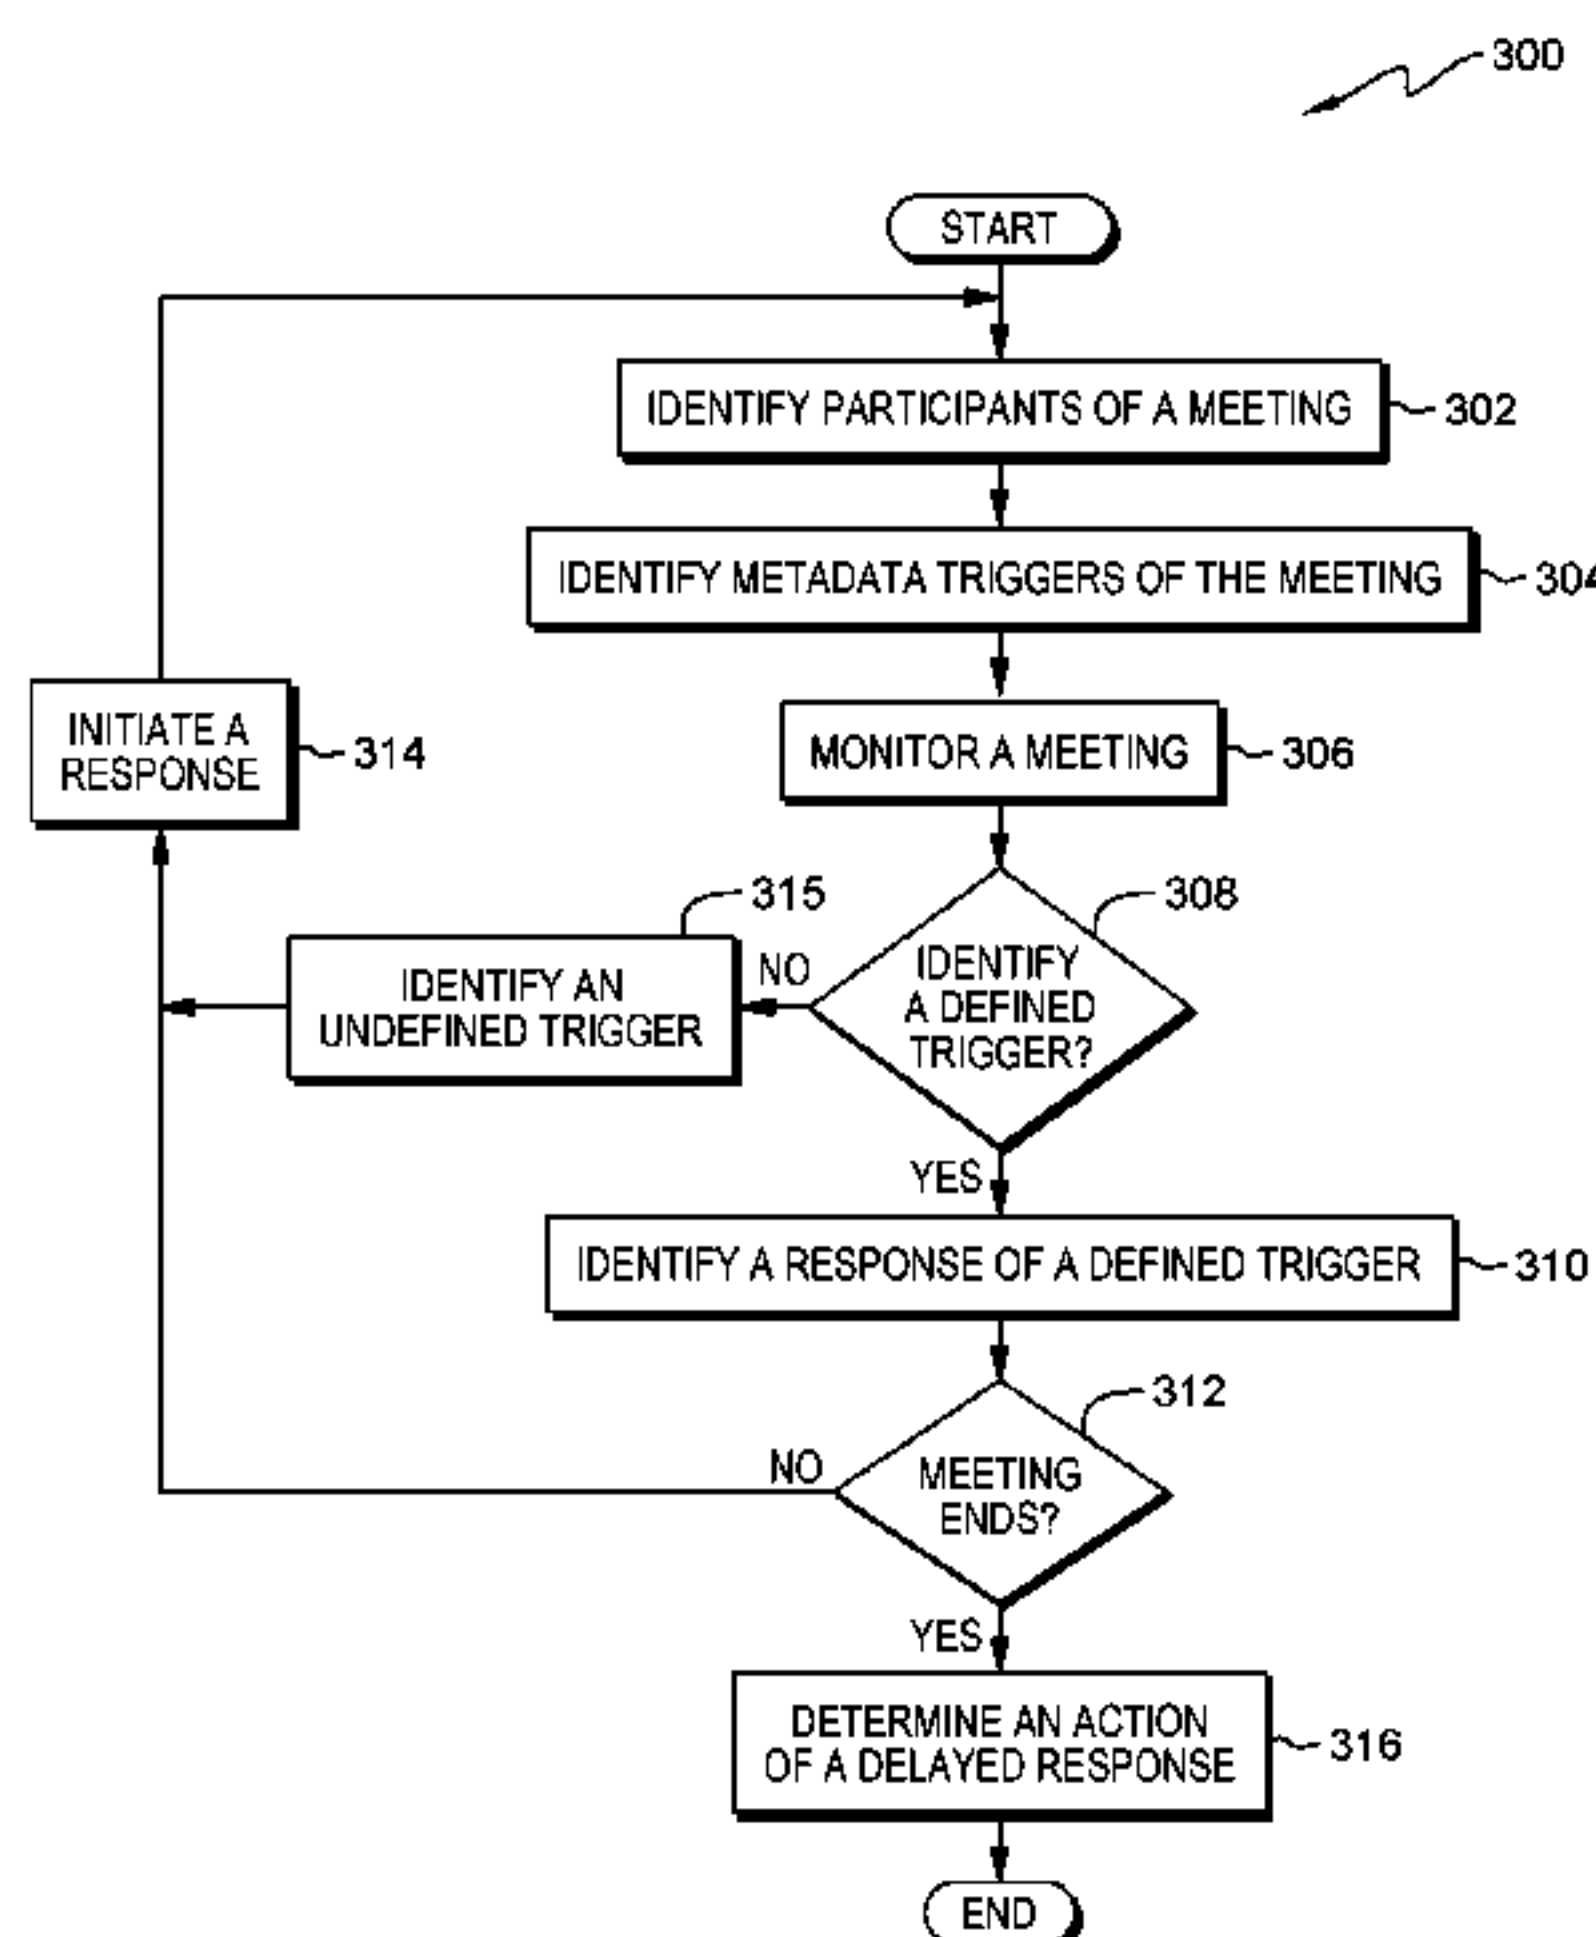 300
START
IDENTIFY PARTICIPANTS OF A MEETING
302
IDENTIFY METADATA TRIGGERS OF THE MEETING
304
INITIATE A
RESPONSE
314
MONITOR A MEETING
306
315
308
IDENTIFY AN
UNDEFINED TRIGGER
NO
IDENTIFY
A DEFINED
TRIGGER?
YES
IDENTIFY A RESPONSE OF A DEFINED TRIGGER
310
312
NO
MEETING
ENDS?
YES
DETERMINE AN ACTION
OF A DELAYED RESPONSE
316
END